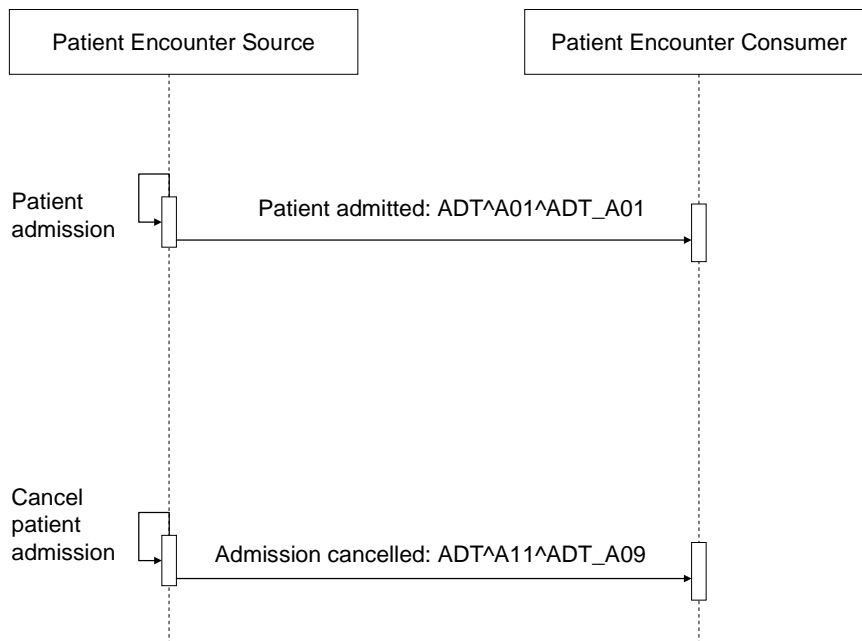 Patient Encounter Source
Patient Encounter Consumer
Patient
admission
Patient admitted: ADT^A01^ADT_A01
Cancel
patient
admission
Admission cancelled: ADT^A11^ADT_A09